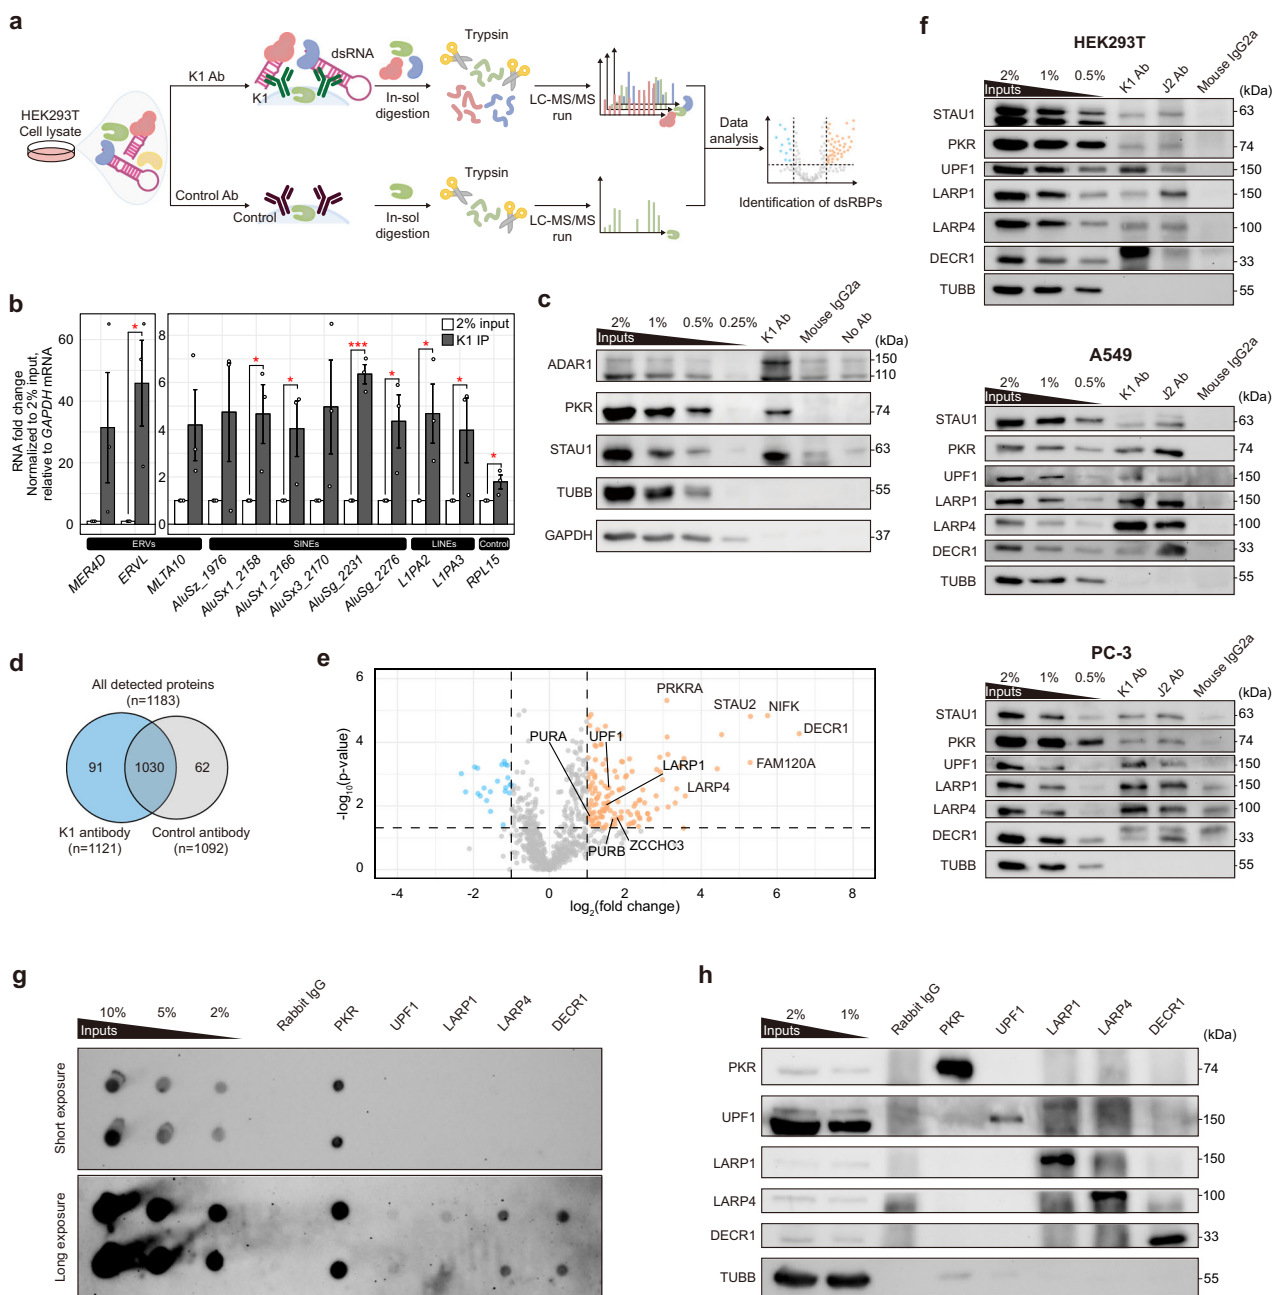 a
HEK293T
Cell lysate
K1 Ab
dsRNA
K1
In-sol
digestion
Trypsin
LC-MS/MS
run
Control Ab
Control
In-sol
digestion
Trypsin
LC-MS/MS
run
Data
analysis
Identification of dsRBPs
b
RNA fold change
Normalized to 2% input,
relative to GAPDH mRNA
60
40
20
0
8
6
4
2
0
2% input
K1 IP
*
*
*
***
*
*
*
*
ERVs
SINEs
LINEs
Control
MER4D
ERVL
MLTA10
AluSz_1976
AluSx1_2158
AluSx1_2166
AluSx3_2170
AluSg_2231
AluSg_2276
L1PA2
L1PA3
RPL15
c
2% 1% 0.5% 0.25% K1 Ab Mouse IgG2a No Ab
Inputs
(kDa)
ADAR1 150
110
PKR 74
STAU1 63
TUBB 55
GAPDH 37
d
All detected proteins
(n=1183)
91 1030 62
K1 antibody
(n=1121)
Control antibody
(n=1092)
e
-log10(p-value)
6
4
2
0
PRKRA
STAU2 NIFK
DECR1
PURA UPF1
LARP1
FAM120A
LARP4
PURB ZCCHC3
-4 -2 0 2 4 6 8
log2(fold change)
f
HEK293T
2% 1% 0.5% K1 Ab J2 Ab Mouse IgG2a
Inputs
(kDa)
STAU1 63
PKR 74
UPF1 150
LARP1 150
LARP4 100
DECR1 33
TUBB 55
A549
2% 1% 0.5% K1 Ab J2 Ab Mouse IgG2a
Inputs
(kDa)
STAU1 63
PKR 74
UPF1 150
LARP1 150
LARP4 100
DECR1 33
TUBB 55
PC-3
2% 1% 0.5% K1 Ab J2 Ab Mouse IgG2a
Inputs
(kDa)
STAU1 63
PKR 74
UPF1 150
LARP1 150
LARP4 100
DECR1 33
TUBB 55
g
10% 5% 2% Rabbit IgG PKR UPF1 LARP1 LARP4 DECR1
Inputs
Short exposure
Long exposure
h
2% 1% Rabbit IgG PKR UPF1 LARP1 LARP4 DECR1
Inputs
(kDa)
PKR 74
UPF1 150
LARP1 150
LARP4 100
DECR1 33
TUBB 55